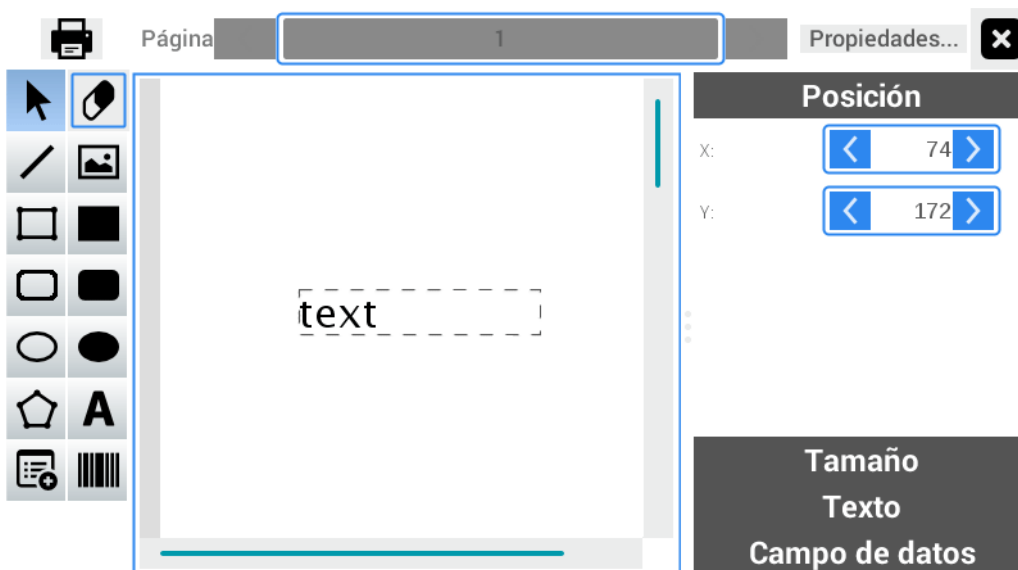 Página
1
Propiedades...
Posición
X:
74
Y:
172
text
A
Tamaño
Texto
Campo de datos